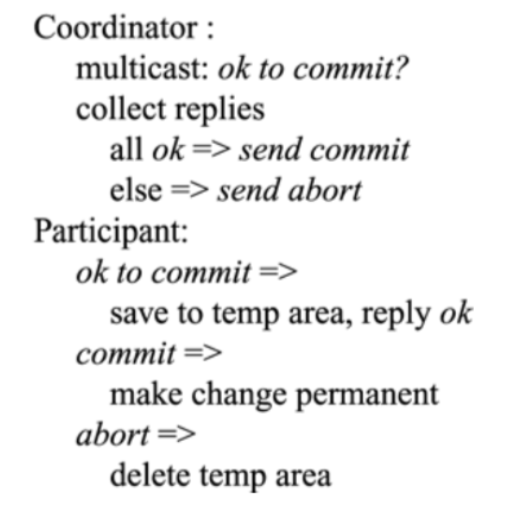 Coordinator :
multicast: ok to commit?
collect replies
all ok => send commit
else => send abort
Participant:
ok to commit =>
save to temp area, reply ok
commit =>
make change permanent
abort =>
delete temp area